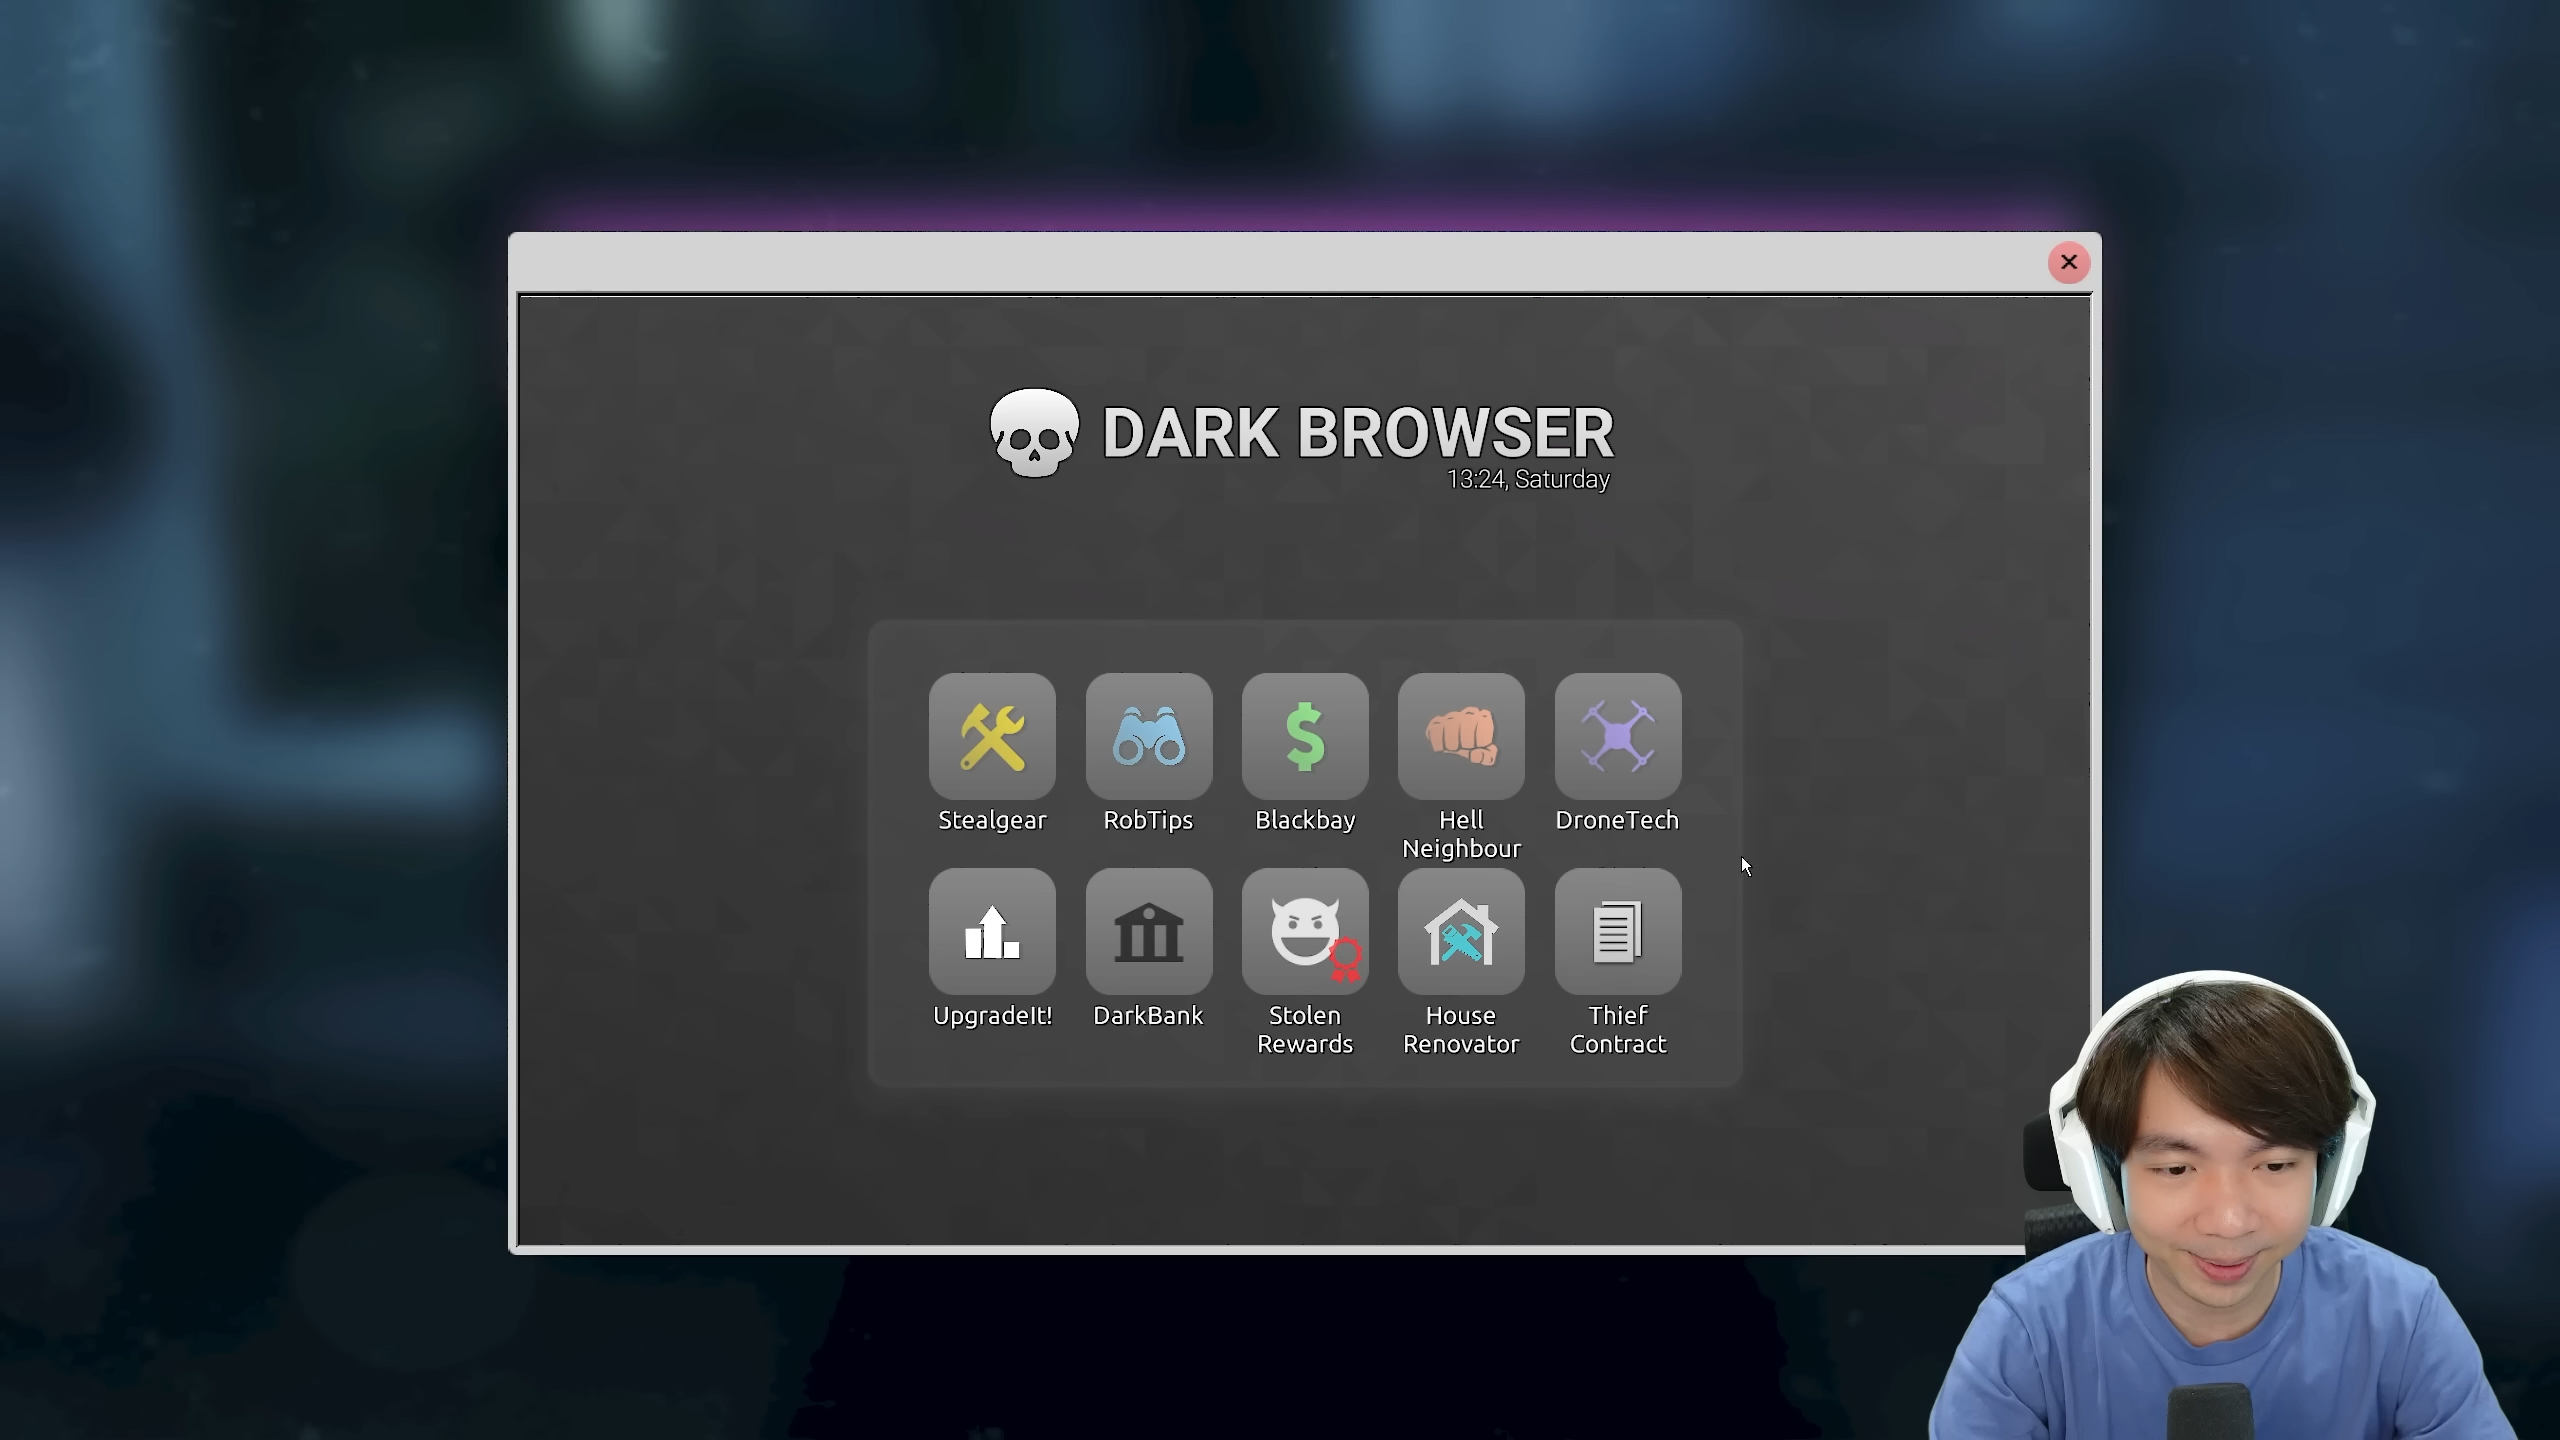 DARK BROWSER
13:24, Saturday
Stealgear
RobTips
Blackbay
Hell
Neighbour
DroneTech
UpgradeIt!
DarkBank
Stolen
Rewards
House
Renovator
Thief
Contract